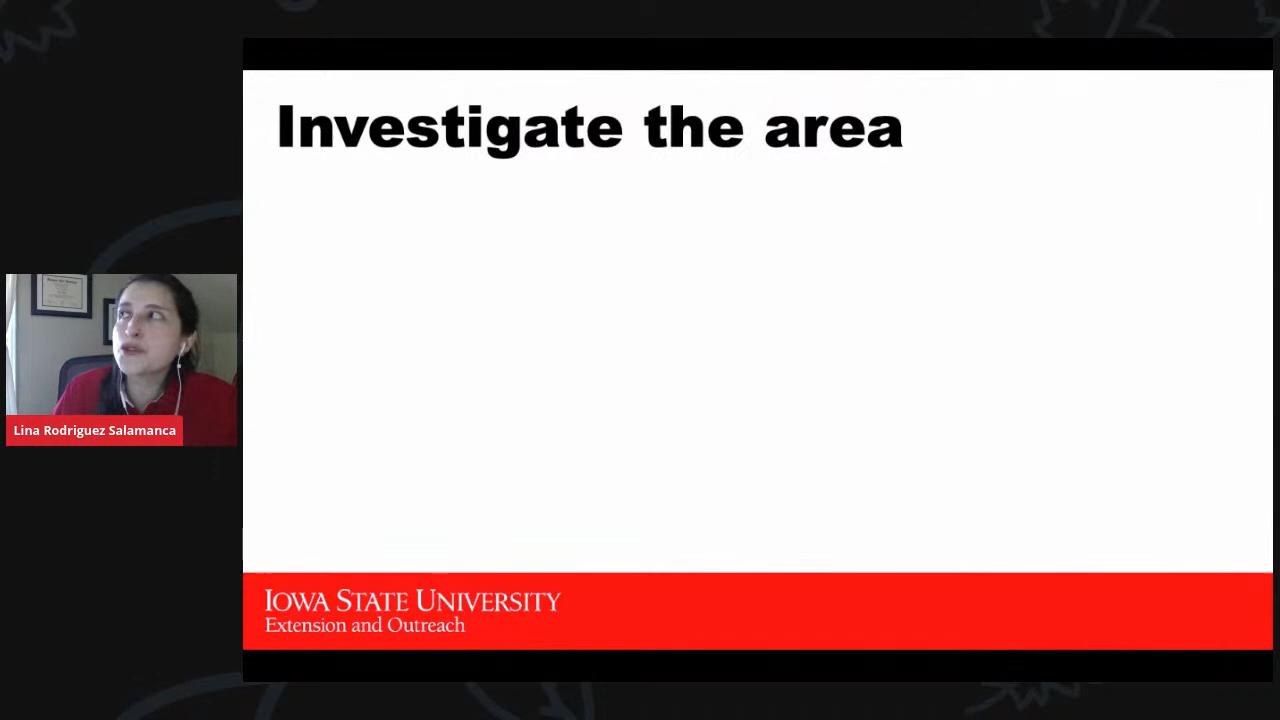 Investigate the area
Lina Rodriguez Salamanca
IOWA STATE UNIVERSITY
Extension and Outreach